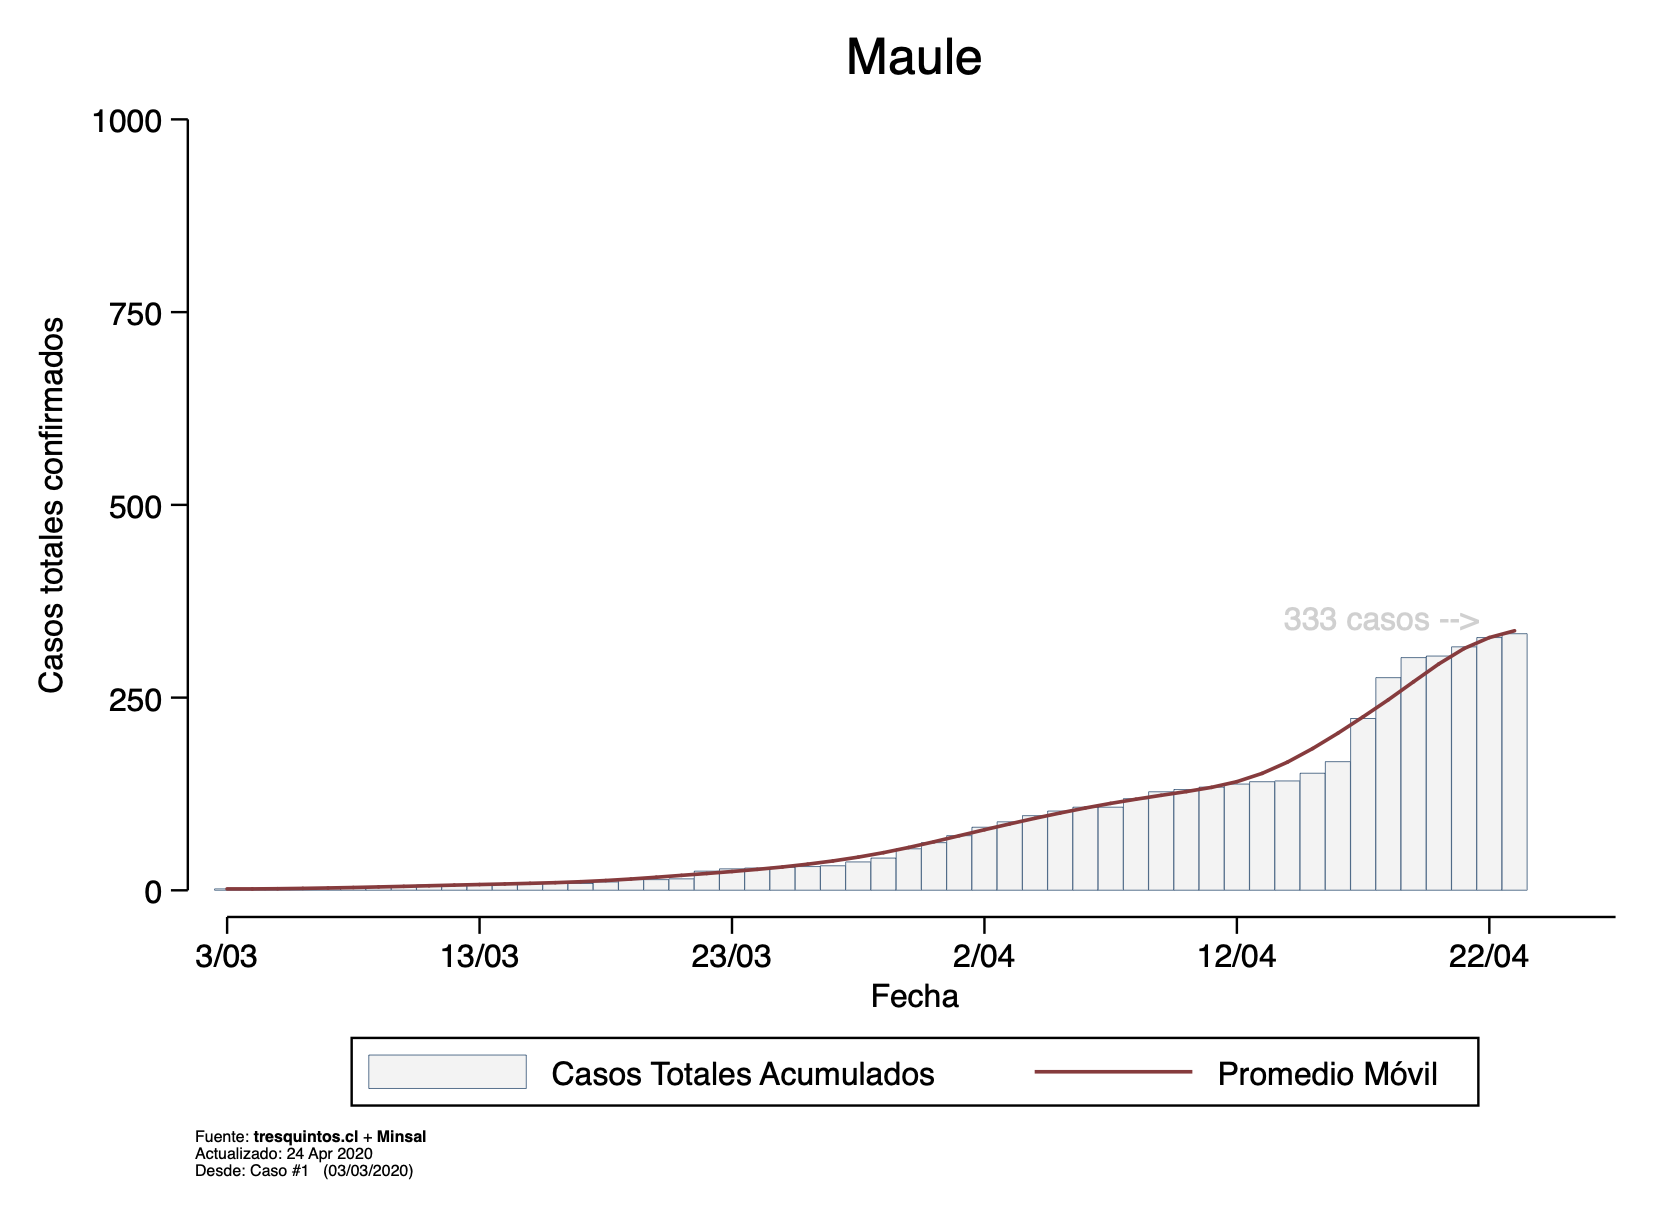 Maule
1000
750
500
250
0
Casos totales confirmados
333 casos -->
3/03 13/03 23/03 2/04 12/04 22/04
Fecha
Casos Totales Acumulados Promedio Móvil
Fuente: tresquintos.cl + Minsal
Actualizado: 24 Apr 2020
Desde: Caso #1 (03/03/2020)